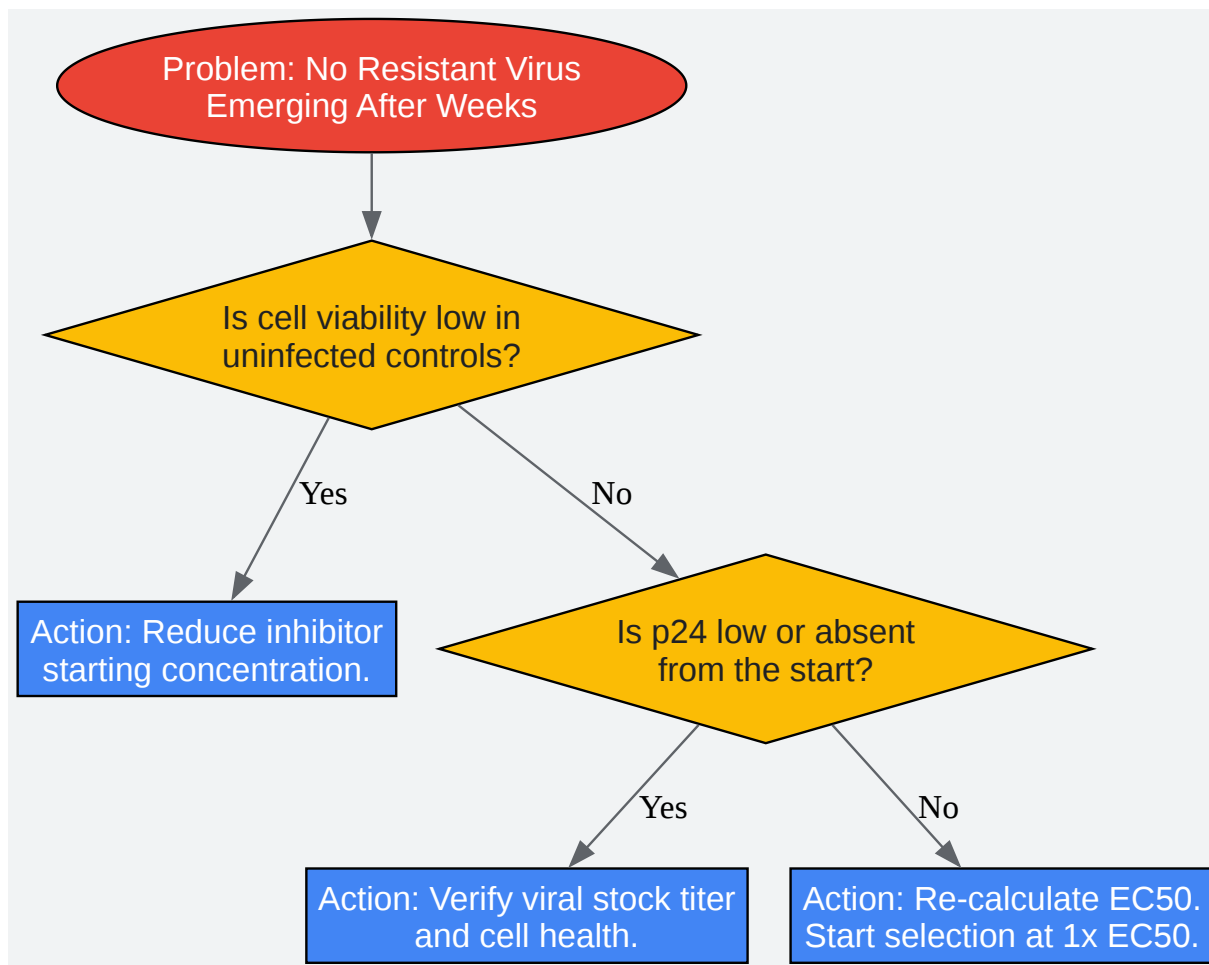 Problem: No Resistant Virus
Emerging After Weeks
Is cell viability low in
uninfected controls?
Yes
No
Action: Reduce inhibitor
starting concentration.
Is p24 low or absent
from the start?
Yes
No
Action: Verify viral stock titer
and cell health.
Action: Re-calculate EC50.
Start selection at 1x EC50.